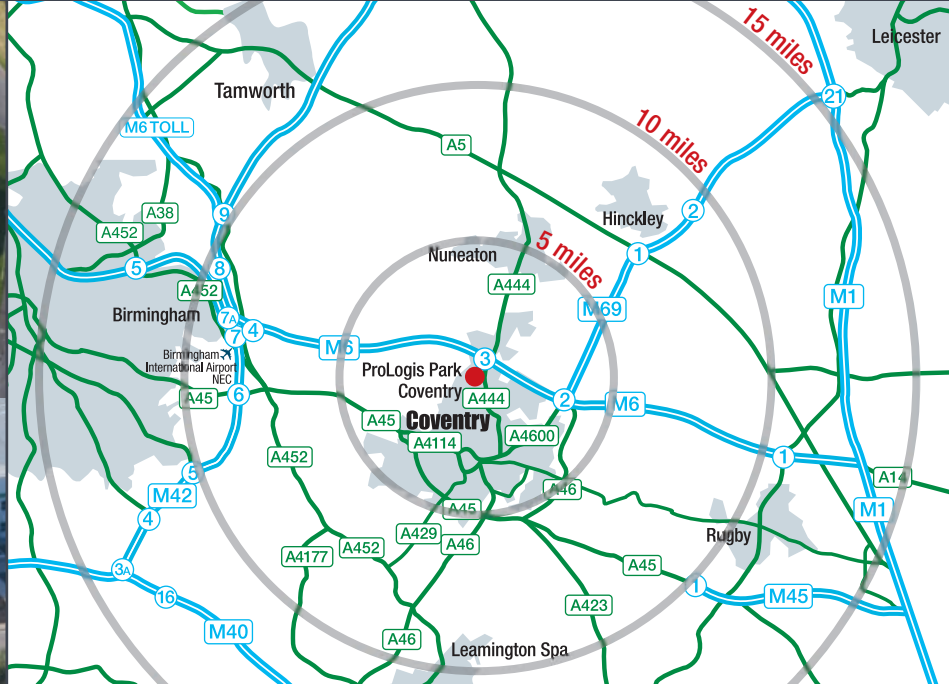 15 miles
Leicester
Tamworth
21
M6 TOLL
10 miles
A5
A38
9
2
Hinckley
A452
5 miles
1
Nuneaton
5
8
A444
A452
M1
M69
Birmingham
7A
7
4
M6
Birmingham
International Airport
NEC
3
ProLogis Park
Coventry
A45
6
A444
2
M6
A45
Coventry
A4114
A4600
A452
1
5
A14
M42
A46
A45
M1
4
A429
A46
Rugby
A4177
A452
3A
A45
1
16
M45
A423
M40
A46
Leamington Spa